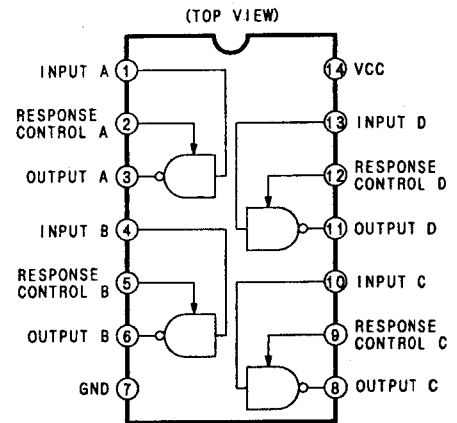 (TOP VIEW)
INPUT A 1
RESPONSE
CONTROL A 2
OUTPUT A 3
INPUT B 4
RESPONSE
CONTROL B 5
OUTPUT B 6
GND 7
14 VCC
13 INPUT D
12 RESPONSE
CONTROL D
11 OUTPUT D
10 INPUT C
9 RESPONSE
CONTROL C
8 OUTPUT C